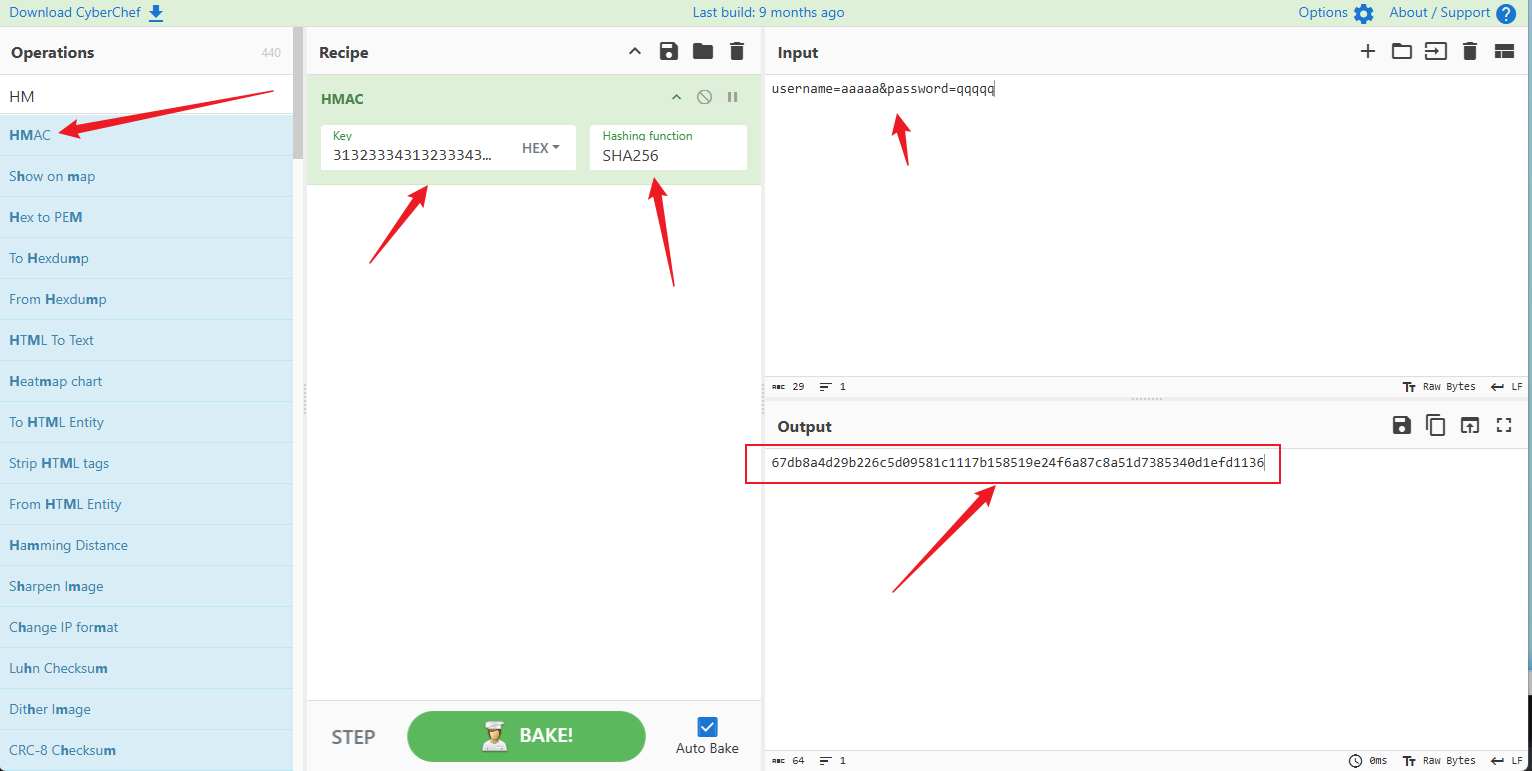 Download CyberChef
Last build: 9 months ago
Options
About / Support
Operations
440
HM
HMAC
Show on map
Hex to PEM
To Hexdump
From Hexdump
HTML To Text
Heatmap chart
To HTML Entity
Strip HTML tags
From HTML Entity
Hamming Distance
Sharpen Image
Change IP format
Luhn Checksum
Dither Image
CRC-8 Checksum
Recipe
HMAC
Key
31323334313233343...
HEX
Hashing function
SHA256
STEP
BAKE!
Auto Bake
Input
username=aaaaa&password=qqqqq
ABC 29 1
Tt Raw Bytes LF
Output
67db8a4d29b226c5d09581c1117b158519e24f6a87c8a51d7385340d1efd1136
ABC 64 1
0ms Tt Raw Bytes LF